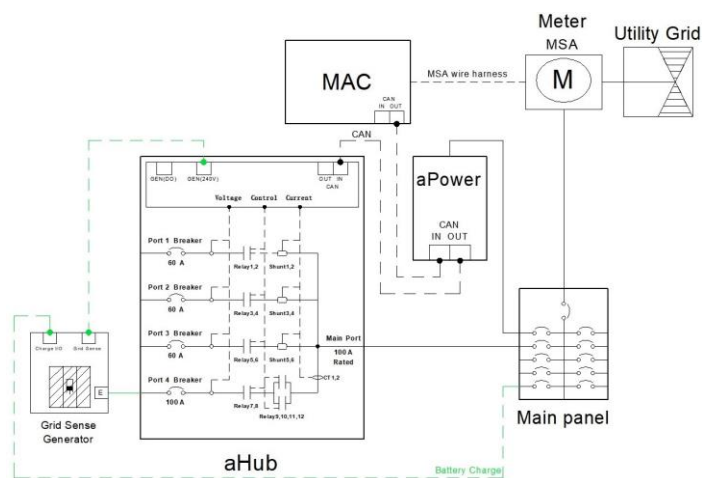 Meter
MSA
Utility Grid
MAC
CAN
IN OUT
MSA wire harness
M
CAN
GEN(DO)
GEN(240V)
OUT IN
CAN
aPower
CAN
IN OUT
Voltage Control Current
Port 1 Breaker
60 A
Relay1,2
Shunt1,2
Port 2 Breaker
60 A
Relay3,4
Shunt3,4
Port 3 Breaker
60 A
Relay5,6
Shunt5,6
Main Port
100A
Rated
Port 4 Breaker
100 A
Relay7,8
Relay9,10,11,12
CT1,2
Charge I/O
Grid Sense
E
Grid Sense
Generator
Main panel
aHub
Battery Charge